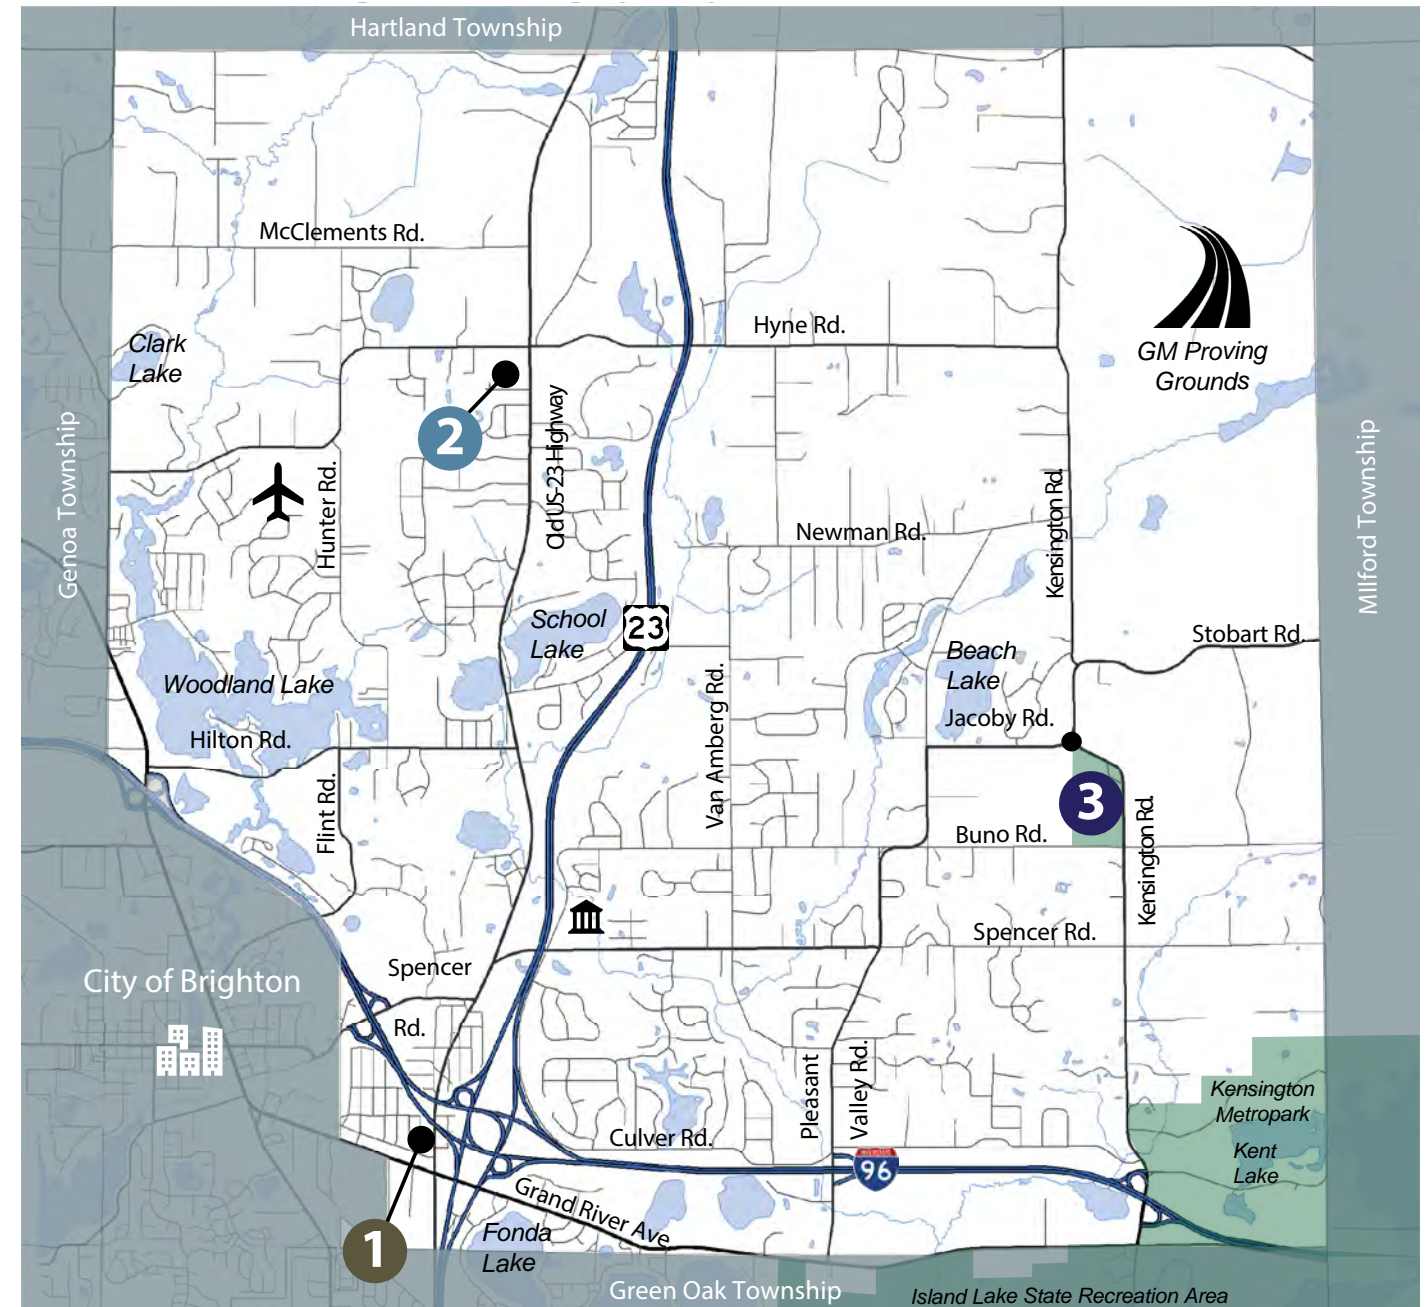 Hartland Township
McClements Rd.
Hyne Rd.
Clark
Lake
GM Proving
Grounds
2
Old US-23 Highway
Genoa Township
Hunter Rd.
Kensington Rd.
Milford Township
Newman Rd.
School
Lake
23
Stobart Rd.
Beach
Lake
Woodland Lake
Jacoby Rd.
Hilton Rd.
Van Amberg Rd.
Flint Rd.
3
Buno Rd.
Kensington Rd.
Spencer Rd.
Spencer
Rd.
City of Brighton
Pleasant
Valley Rd.
Kensington
Metropark
Kent
Lake
Culver Rd.
INTERSTATE
96
Grand River Ave
1
Fonda
Lake
Green Oak Township
Island Lake State Recreation Area